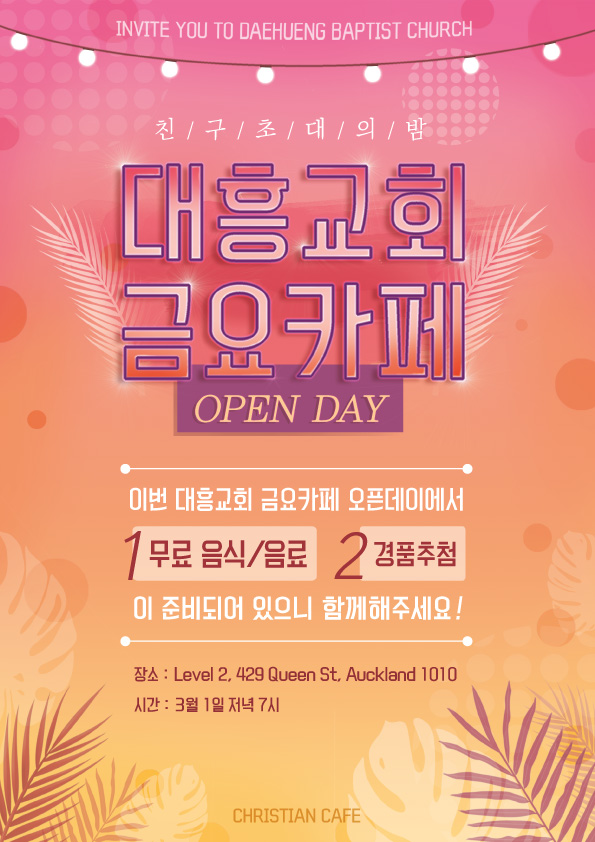 INVITE YOU TO DAEHUENG BAPTIST CHURCH
친/구/초/대/의/밤
대흥교회
금요카페
OPEN DAY
이번 대흥교회 금요카페 오픈데이에서
1 무료 음식/음료 2 경품추첨
이 준비되어 있으니 함께해주세요!
장소 : Level 2, 429 Queen St, Auckland 1010
시간 : 3월 1일 저녁 7시
CHRISTIAN CAFE